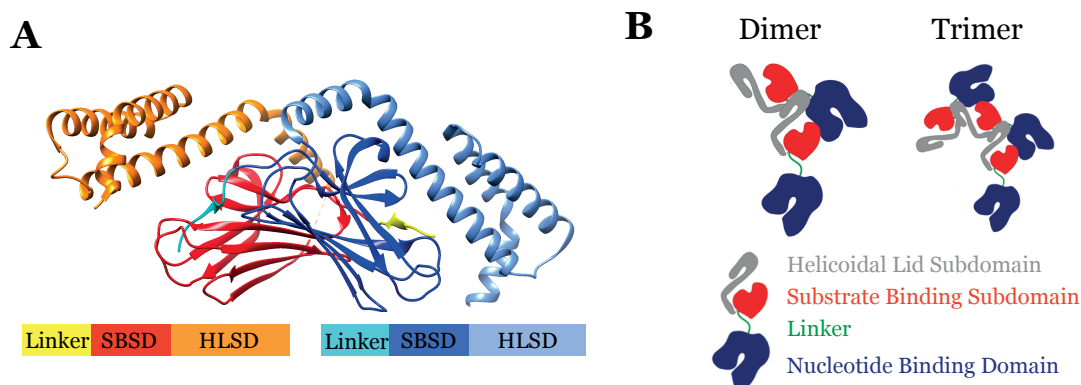 A
Linker SBSD HLSD
Linker SBSD HLSD
B
Dimer
Trimer
Helicoidal Lid Subdomain
Substrate Binding Subdomain
Linker
Nucleotide Binding Domain